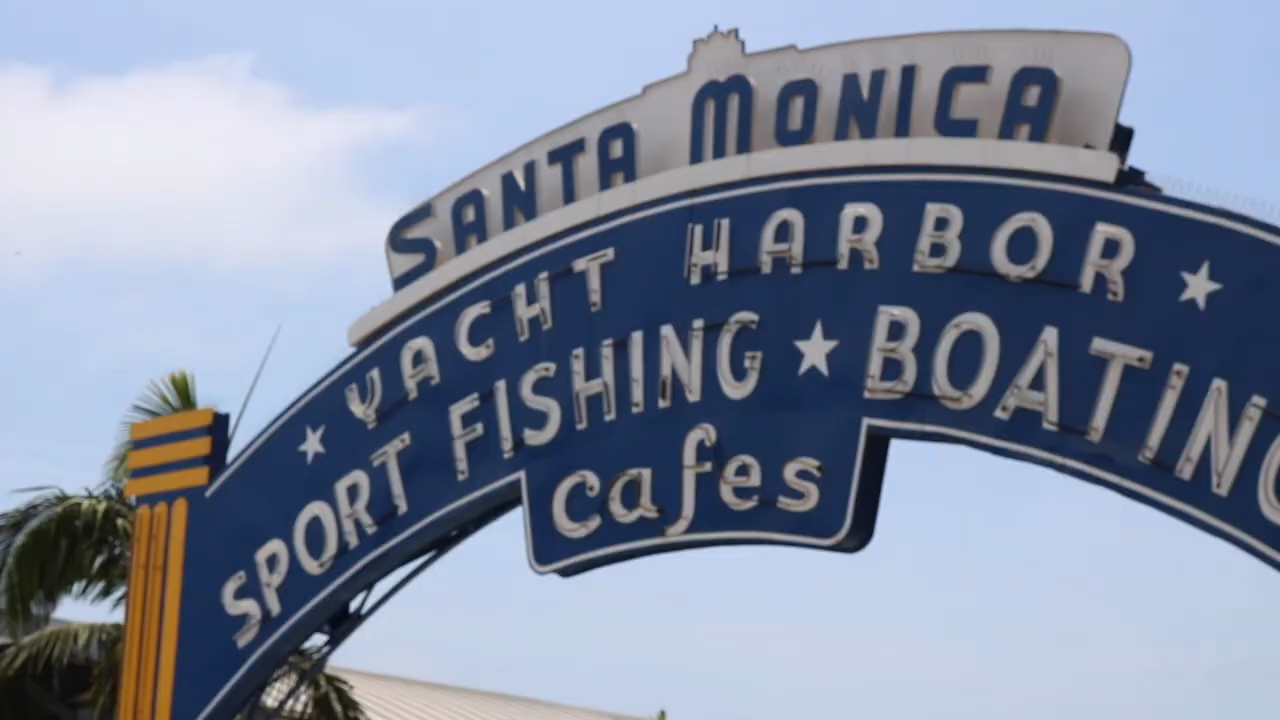 SANTA MONICA
★ YACHT HARBOR ★
SPORT FISHING ★ BOATING
cafes